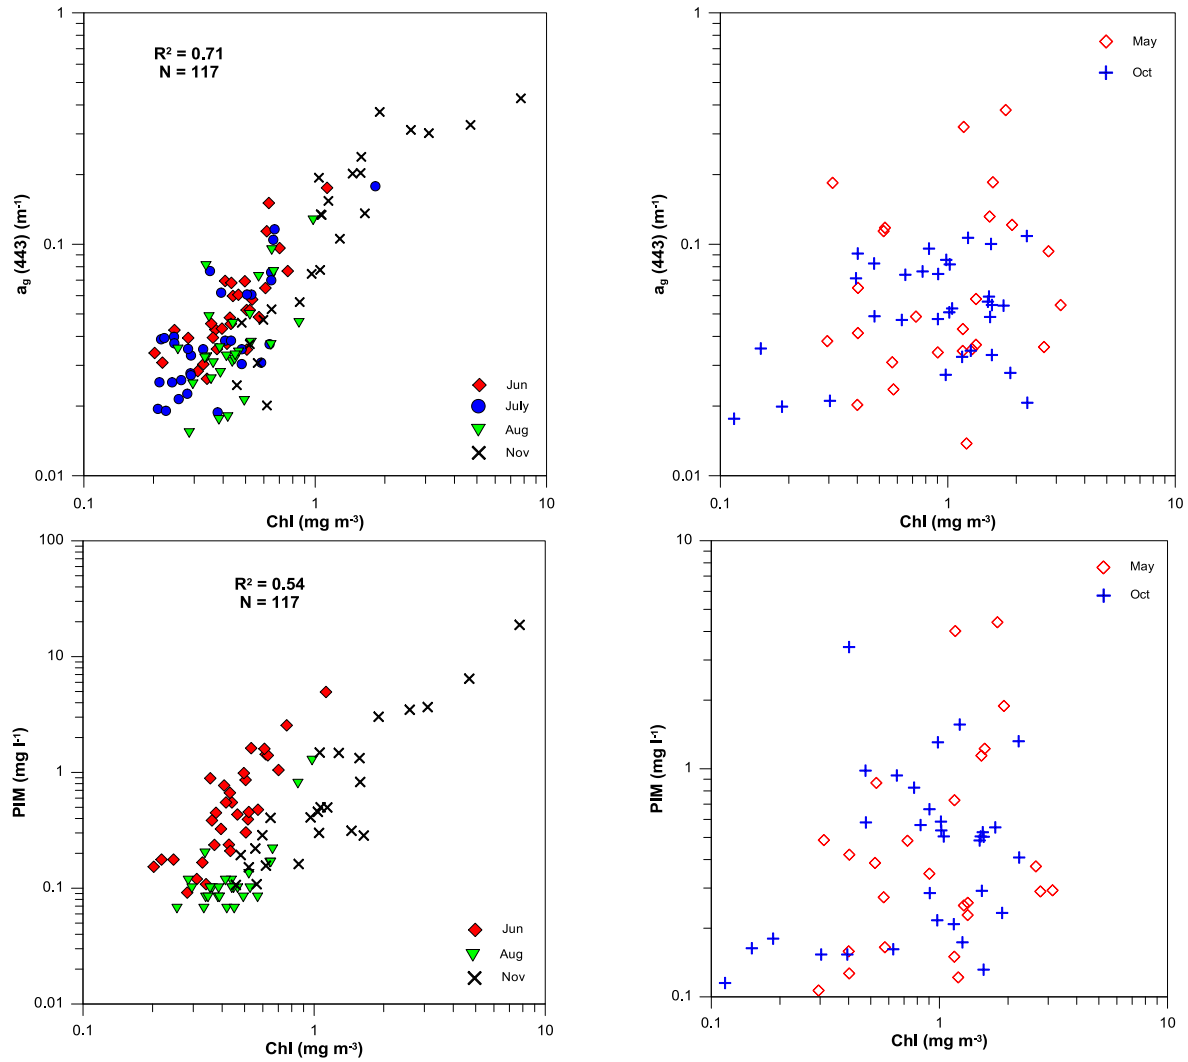 1
R² = 0.71
N = 117
0.1
0.01
a_g (443) (m⁻¹)
Jun
July
Aug
Nov
0.1
1
10
Chl (mg m⁻³)
1
May
Oct
0.1
0.01
a_g (443) (m⁻¹)
0.1
1
10
Chl (mg m⁻³)
100
R² = 0.54
N = 117
10
1
0.1
0.01
PIM (mg l⁻¹)
Jun
Aug
Nov
0.1
1
10
Chl (mg m⁻³)
10
May
Oct
1
0.1
PIM (mg l⁻¹)
0.1
1
10
Chl (mg m⁻³)